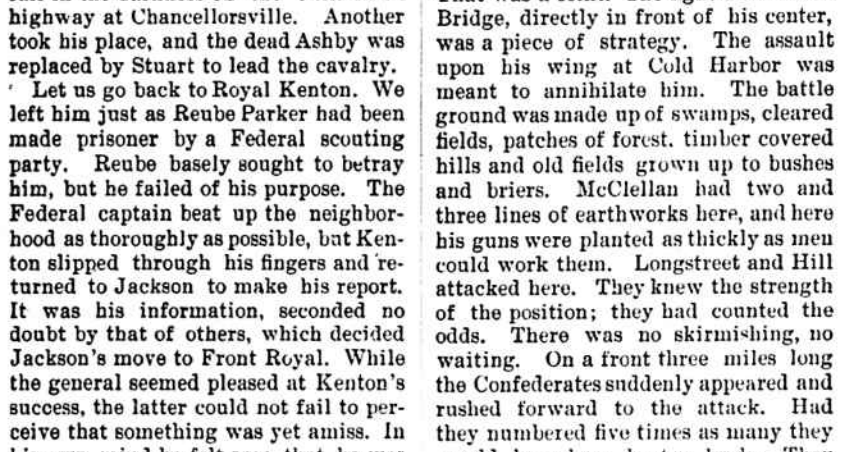 highway at Chancellorsville. Another
took his place, and the dead Ashby was
replaced by Stuart to lead the cavalry.
Let us go back to Royal Kenton. We
left him just as Reube Parker had been
made prisoner by a Federal scouting
party. Reube basely sought to betray
him, but he failed of his purpose. The
Federal captain beat up the neighbor-
hood as thoroughly as possible, but Ken-
ton slipped through his fingers and re-
turned to Jackson to make his report.
It was his information, seconded no
doubt by that of others, which decided
Jackson's move to Front Royal. While
the general seemed pleased at Kenton's
success, the latter could not fail to per-
ceive that something was yet amiss. In
Bridge, directly in front of his center,
was a piece of strategy. The assault
upon his wing at Cold Harbor was
meant to annihilate him. The battle
ground was made up of swamps, cleared
fields, patches of forest. timber covered
hills and old fields grown up to bushes
and briers. McClellan had two and
three lines of earthworks here, and here
his guns were planted as thickly as men
could work them. Longstreet and Hill
attacked here. They knew the strength
of the position; they had counted the
odds. There was no skirmishing, no
waiting. On a front three miles long
the Confederates suddenly appeared and
rushed forward to the attack. Had
they numbered five times as many they